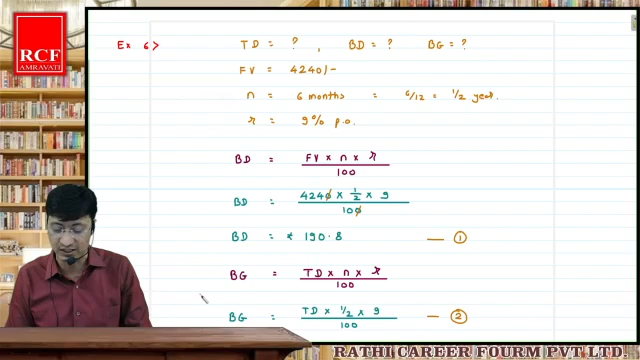 RCF
AMRAVATI
Ex 6> TD = ? , BD = ? BG = ?
FV = 4240/-
n = 6 months = 6/12 = 1/2 year.
r = 9% p.a.
BD = FV × n × r / 100
BD = 4240 × 1/2 × 9 / 100
BD = ₹ 190.8 — ①
BG = TD × n × r / 100
BG = TD × 1/2 × 9 / 100 — ②
RATHI CAREER FOURM PVT LTD